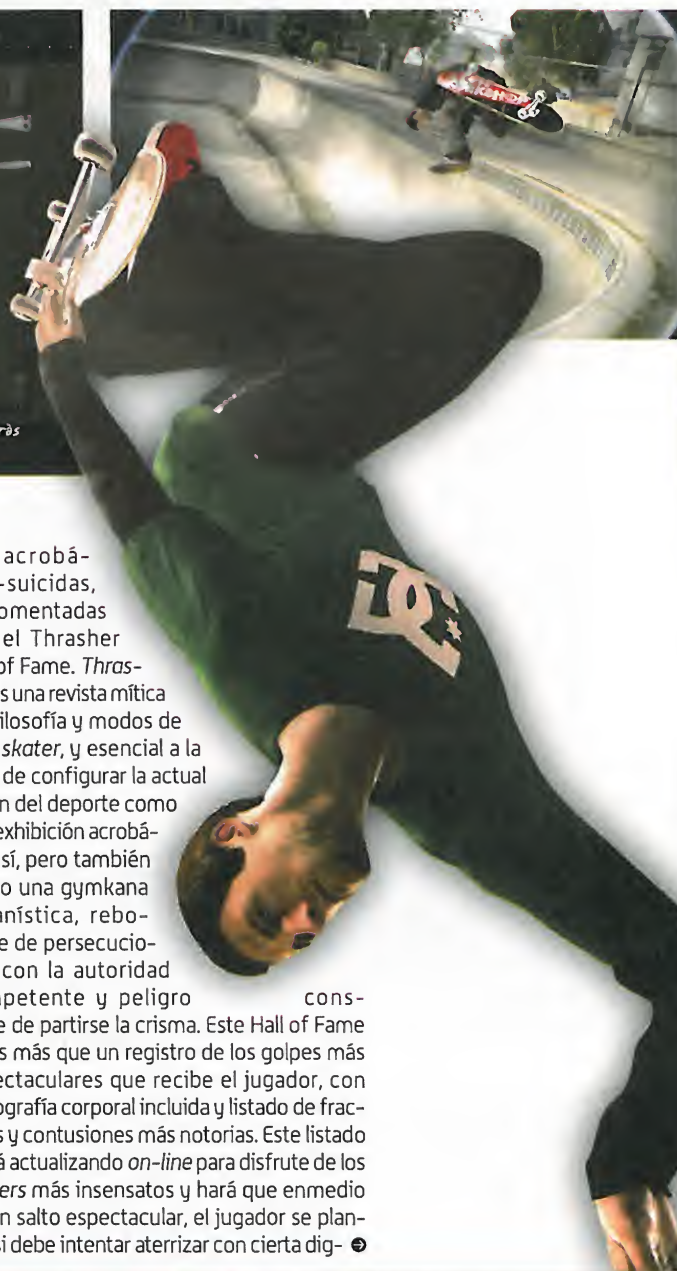 ràs
DC
acrobá-
-suicidas,
omentadas
el Thrasher
of Fame. Thras-
s una revista mítica
ilosofía y modos de
skater, y esencial a la
de configurar la actual
n del deporte como
exhibición acrobá-
sí, pero también
o una gymkana
anística, rebo-
e de persecucio-
con la autoridad
petente y peligro cons-
e de partirse la crisma. Este Hall of Fame
s más que un registro de los golpes más
ectaculares que recibe el jugador, con
ografía corporal incluida y listado de frac-
s y contusiones más notorias. Este listado
á actualizando on-line para disfrute de los
ers más insensatos y hará que enmedio
n salto espectacular, el jugador se plan-
si debe intentar aterrizar con cierta dig-